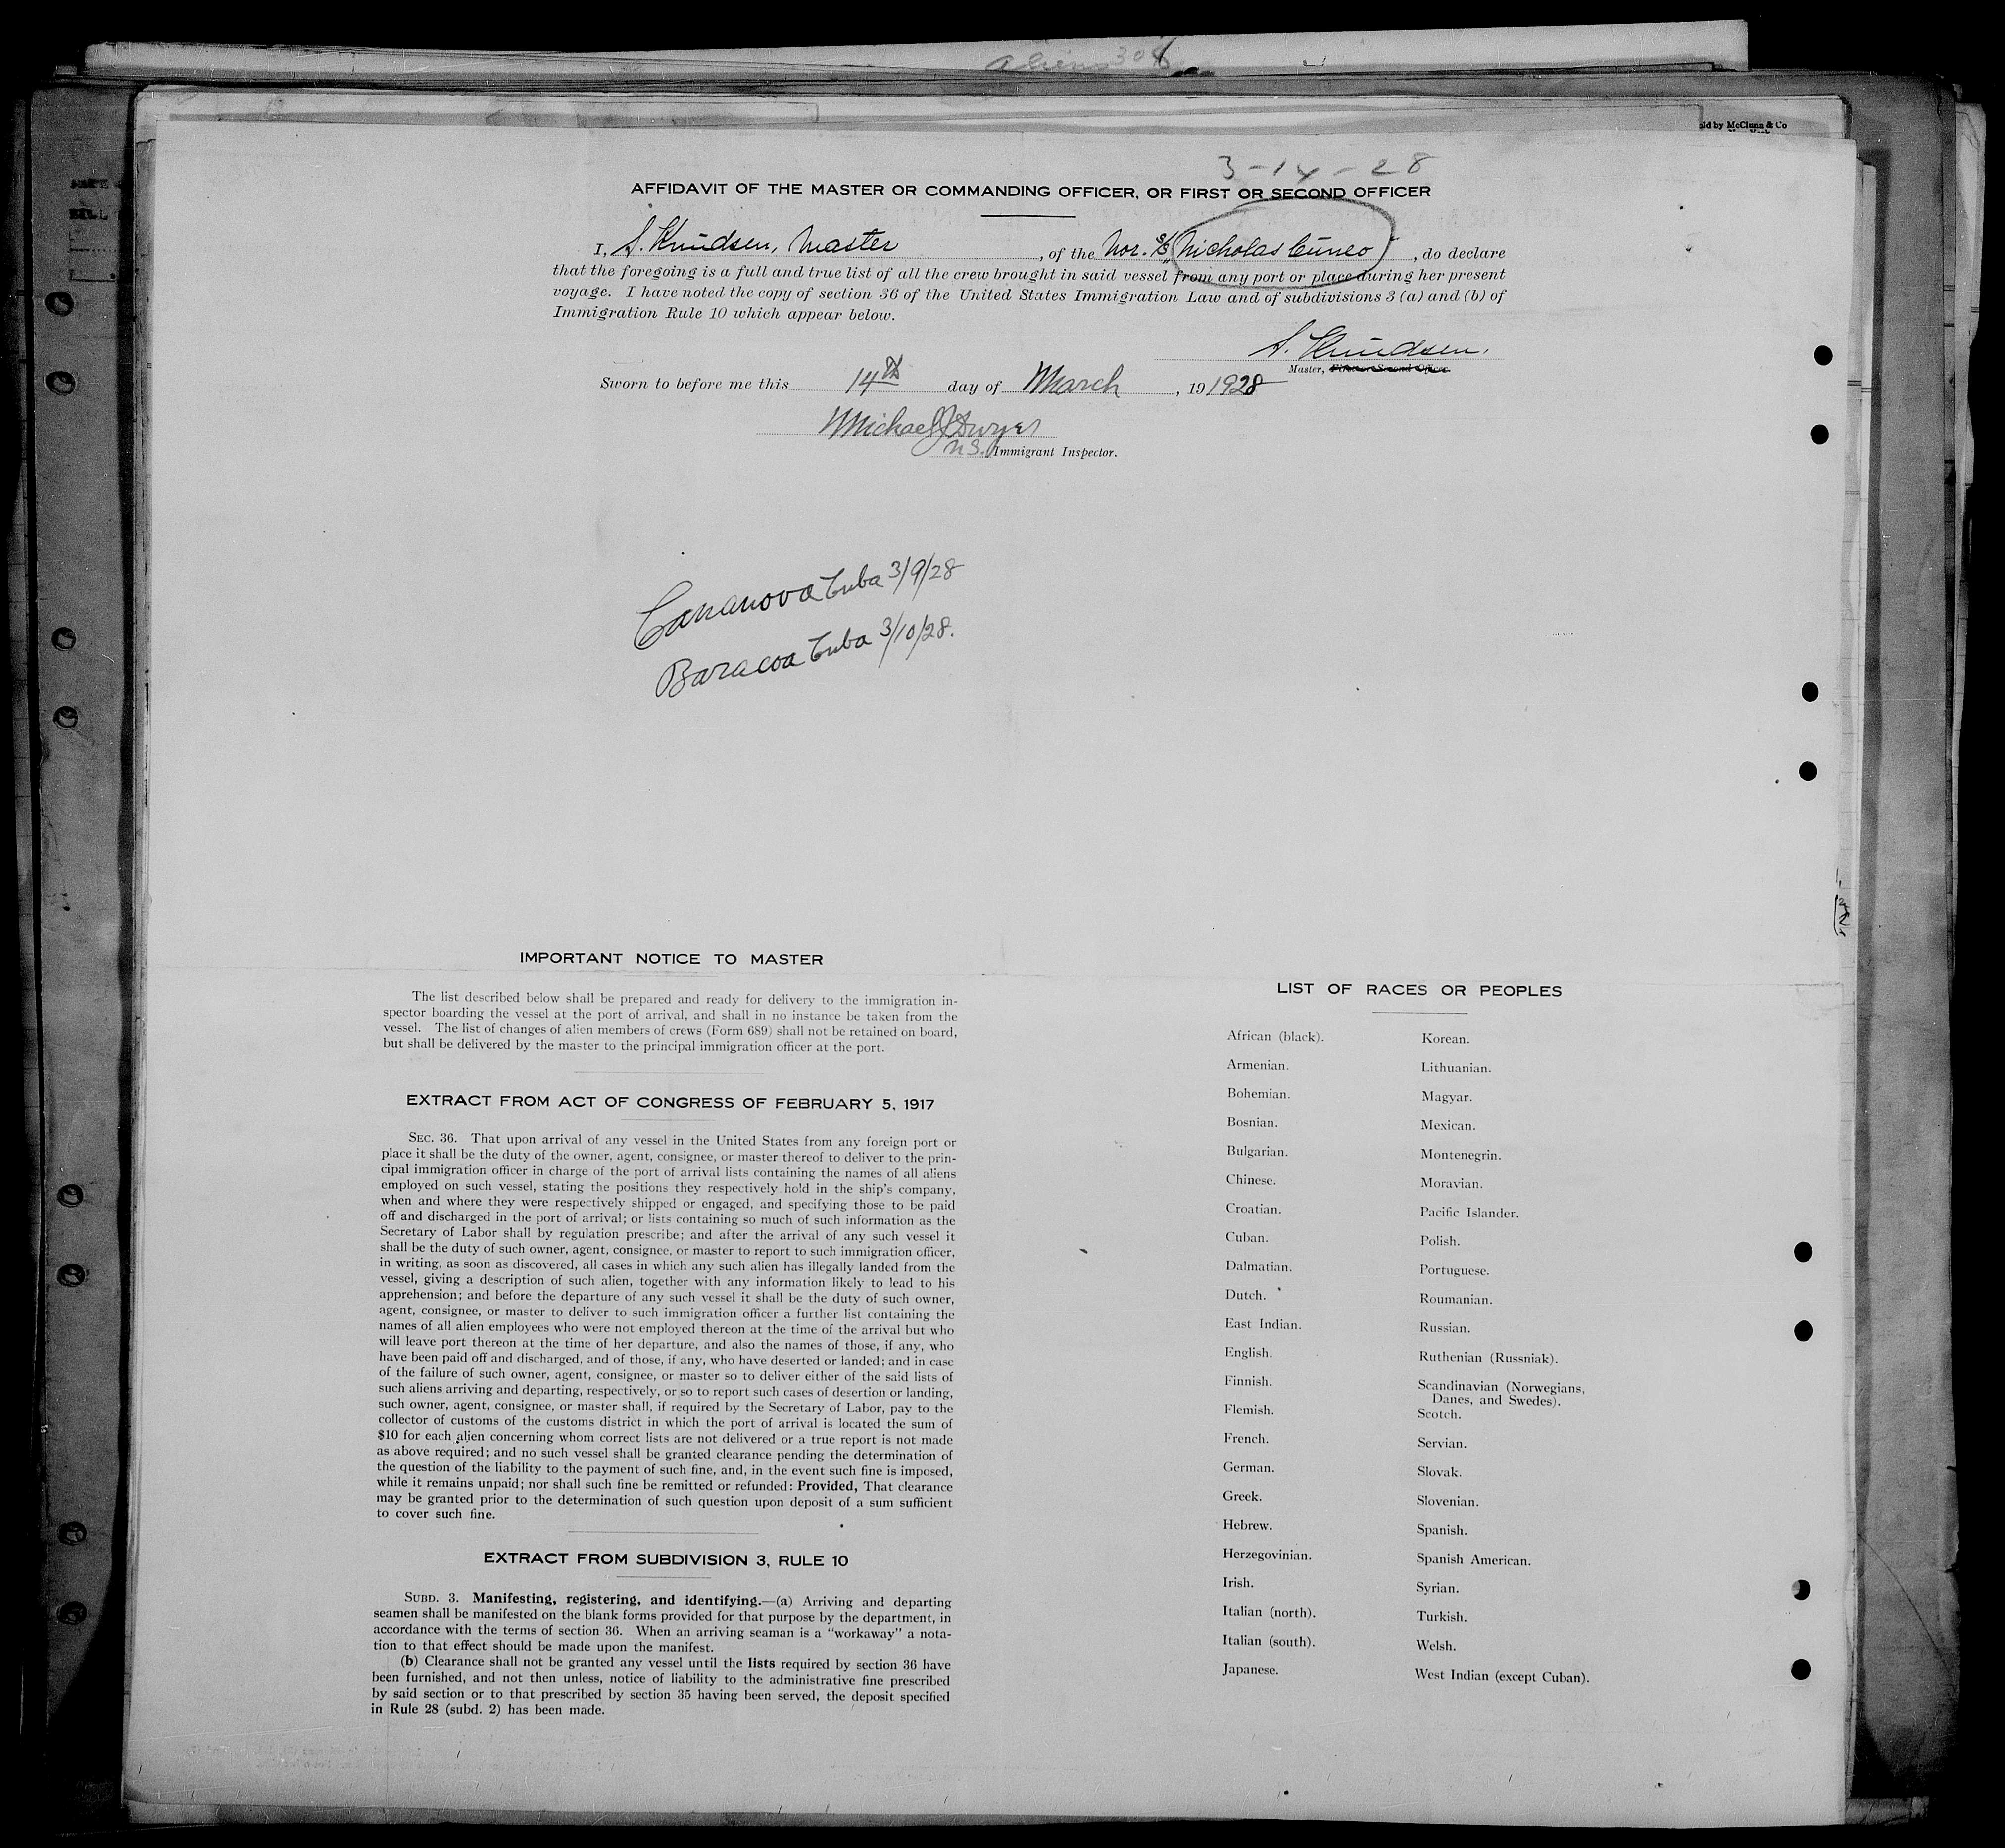 aliens 308
Sold by McClunn & Co
New York
3-14-28
AFFIDAVIT OF THE MASTER OR COMMANDING OFFICER, OR FIRST OR SECOND OFFICER
I, S. Knudsen, Master, of the Nor. S/S "Nicholas Cuneo", do declare
that the foregoing is a full and true list of all the crew brought in said vessel from any port or place during her present
voyage. I have noted the copy of section 36 of the United States Immigration Law and of subdivisions 3 (a) and (b) of
Immigration Rule 10 which appear below.
S. Knudsen.
Master, First or Second Officer
Sworn to before me this 14th day of March, 19 1928
Michael J Dwyer
U.S. Immigrant Inspector.
Cananova Cuba 3/9/28
Baracoa Cuba 3/10/28.
IMPORTANT NOTICE TO MASTER
The list described below shall be prepared and ready for delivery to the immigration in-
spector boarding the vessel at the port of arrival, and shall in no instance be taken from the
vessel. The list of changes of alien members of crews (Form 689) shall not be retained on board,
but shall be delivered by the master to the principal immigration officer at the port.
EXTRACT FROM ACT OF CONGRESS OF FEBRUARY 5, 1917
SEC. 36. That upon arrival of any vessel in the United States from any foreign port or
place it shall be the duty of the owner, agent, consignee, or master thereof to deliver to the prin-
cipal immigration officer in charge of the port of arrival lists containing the names of all aliens
employed on such vessel, stating the positions they respectively hold in the ship's company,
when and where they were respectively shipped or engaged, and specifying those to be paid
off and discharged in the port of arrival; or lists containing so much of such information as the
Secretary of Labor shall by regulation prescribe; and after the arrival of any such vessel it
shall be the duty of such owner, agent, consignee, or master to report to such immigration officer,
in writing, as soon as discovered, all cases in which any such alien has illegally landed from the
vessel, giving a description of such alien, together with any information likely to lead to his
apprehension; and before the departure of any such vessel it shall be the duty of such owner,
agent, consignee, or master to deliver to such immigration officer a further list containing the
names of all alien employees who were not employed thereon at the time of the arrival but who
will leave port thereon at the time of her departure, and also the names of those, if any, who
have been paid off and discharged, and of those, if any, who have deserted or landed; and in case
of the failure of such owner, agent, consignee, or master so to deliver either of the said lists of
such aliens arriving and departing, respectively, or so to report such cases of desertion or landing,
such owner, agent, consignee, or master shall, if required by the Secretary of Labor, pay to the
collector of customs of the customs district in which the port of arrival is located the sum of
$10 for each alien concerning whom correct lists are not delivered or a true report is not made
as above required; and no such vessel shall be granted clearance pending the determination of
the question of the liability to the payment of such fine, and, in the event such fine is imposed,
while it remains unpaid; nor shall such fine be remitted or refunded: Provided, That clearance
may be granted prior to the determination of such question upon deposit of a sum sufficient
to cover such fine.
EXTRACT FROM SUBDIVISION 3, RULE 10
SUBD. 3. Manifesting, registering, and identifying.—(a) Arriving and departing
seamen shall be manifested on the blank forms provided for that purpose by the department, in
accordance with the terms of section 36. When an arriving seaman is a "workaway" a nota-
tion to that effect should be made upon the manifest.
(b) Clearance shall not be granted any vessel until the lists required by section 36 have
been furnished, and not then unless, notice of liability to the administrative fine prescribed
by said section or to that prescribed by section 35 having been served, the deposit specified
in Rule 28 (subd. 2) has been made.
LIST OF RACES OR PEOPLES
African (black).
Armenian.
Bohemian.
Bosnian.
Bulgarian.
Chinese.
Croatian.
Cuban.
Dalmatian.
Dutch.
East Indian.
English.
Finnish.
Flemish.
French.
German.
Greek.
Hebrew.
Herzegovinian.
Irish.
Italian (north).
Italian (south).
Japanese.
Korean.
Lithuanian.
Magyar.
Mexican.
Montenegrin.
Moravian.
Pacific Islander.
Polish.
Portuguese.
Roumanian.
Russian.
Ruthenian (Russniak).
Scandinavian (Norwegians,
Danes, and Swedes).
Scotch.
Servian.
Slovak.
Slovenian.
Spanish.
Spanish American.
Syrian.
Turkish.
Welsh.
West Indian (except Cuban).